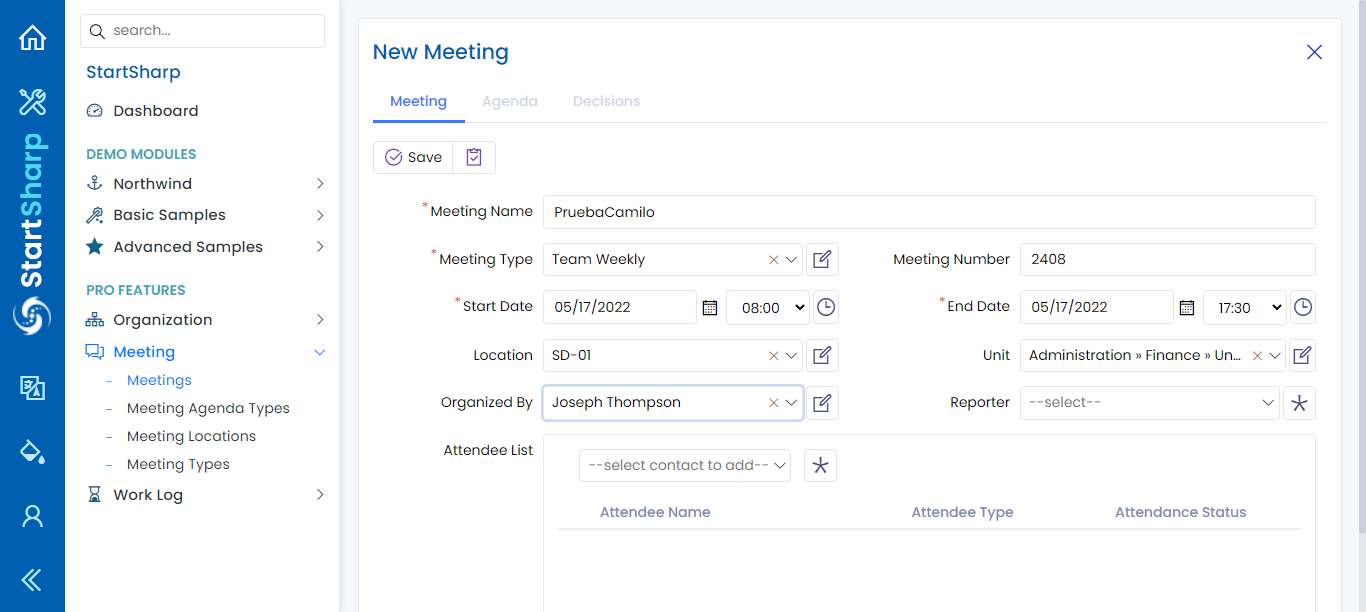 search...
StartSharp
Dashboard
DEMO MODULES
Northwind
Basic Samples
Advanced Samples
PRO FEATURES
Organization
Meeting
Meetings
Meeting Agenda Types
Meeting Locations
Meeting Types
Work Log
StartSharp
New Meeting
Meeting Agenda Decisions
Save
*Meeting Name PruebaCamilo
*Meeting Type Team Weekly Meeting Number 2408
*Start Date 05/17/2022 08:00 *End Date 05/17/2022 17:30
Location SD-01 Unit Administration » Finance » Un...
Organized By Joseph Thompson Reporter --select--
Attendee List
--select contact to add--
Attendee Name Attendee Type Attendance Status